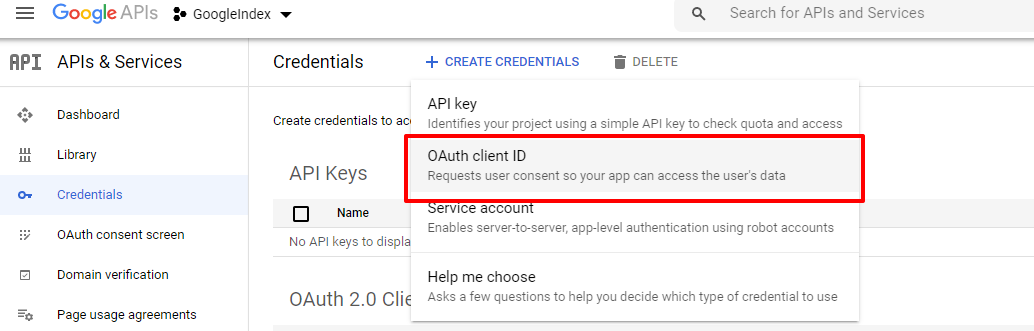 Google APIs
GoogleIndex
Search for APIs and Services
API
APIs & Services
Credentials
+ CREATE CREDENTIALS
DELETE
Dashboard
Library
Credentials
OAuth consent screen
Domain verification
Page usage agreements
Create credentials to acc
API Keys
Name
No API keys to displa
OAuth 2.0 Clie
API key
Identifies your project using a simple API key to check quota and access
OAuth client ID
Requests user consent so your app can access the user's data
Service account
Enables server-to-server, app-level authentication using robot accounts
Help me choose
Asks a few questions to help you decide which type of credential to use